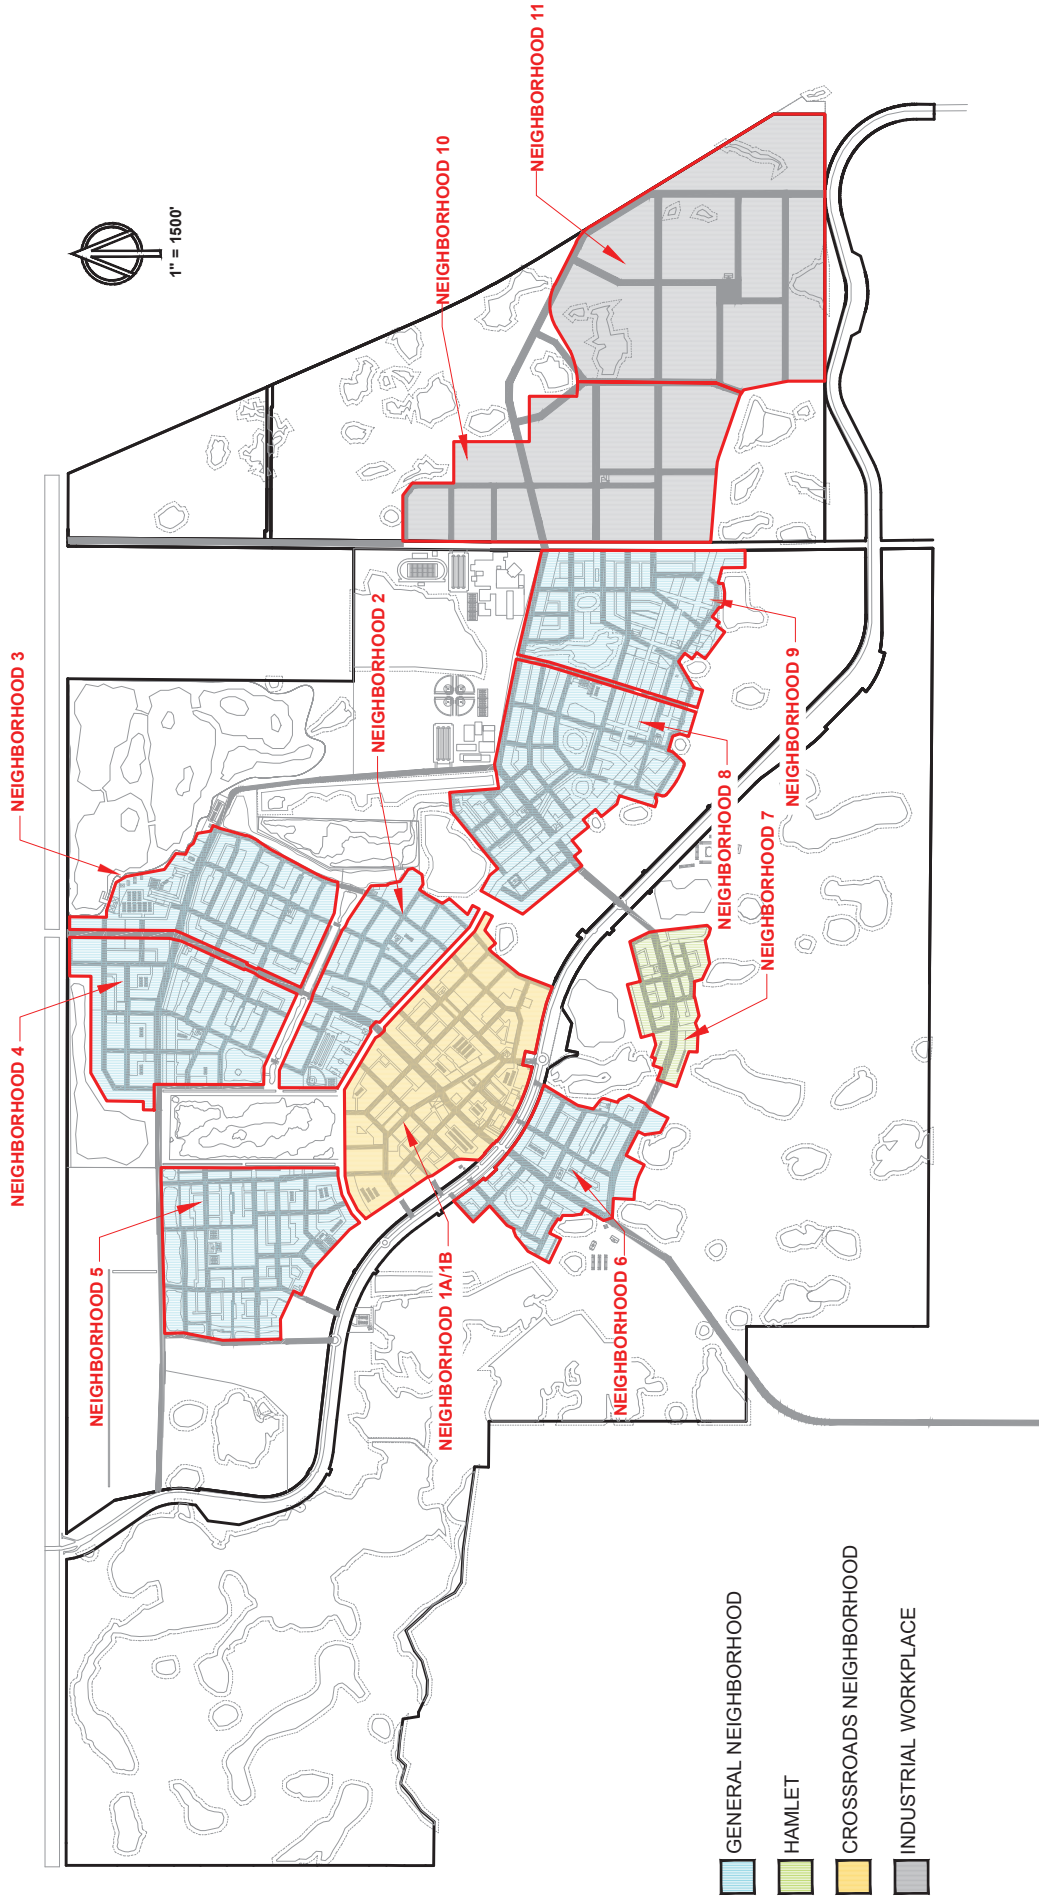 NEIGHBORHOOD 11
NEIGHBORHOOD 10
1" = 1500'
NEIGHBORHOOD 2
NEIGHBORHOOD 3
NEIGHBORHOOD 9
NEIGHBORHOOD 8
NEIGHBORHOOD 7
NEIGHBORHOOD 4
NEIGHBORHOOD 5
NEIGHBORHOOD 1A/1B
NEIGHBORHOOD 6
GENERAL NEIGHBORHOOD
HAMLET
CROSSROADS NEIGHBORHOOD
INDUSTRIAL WORKPLACE